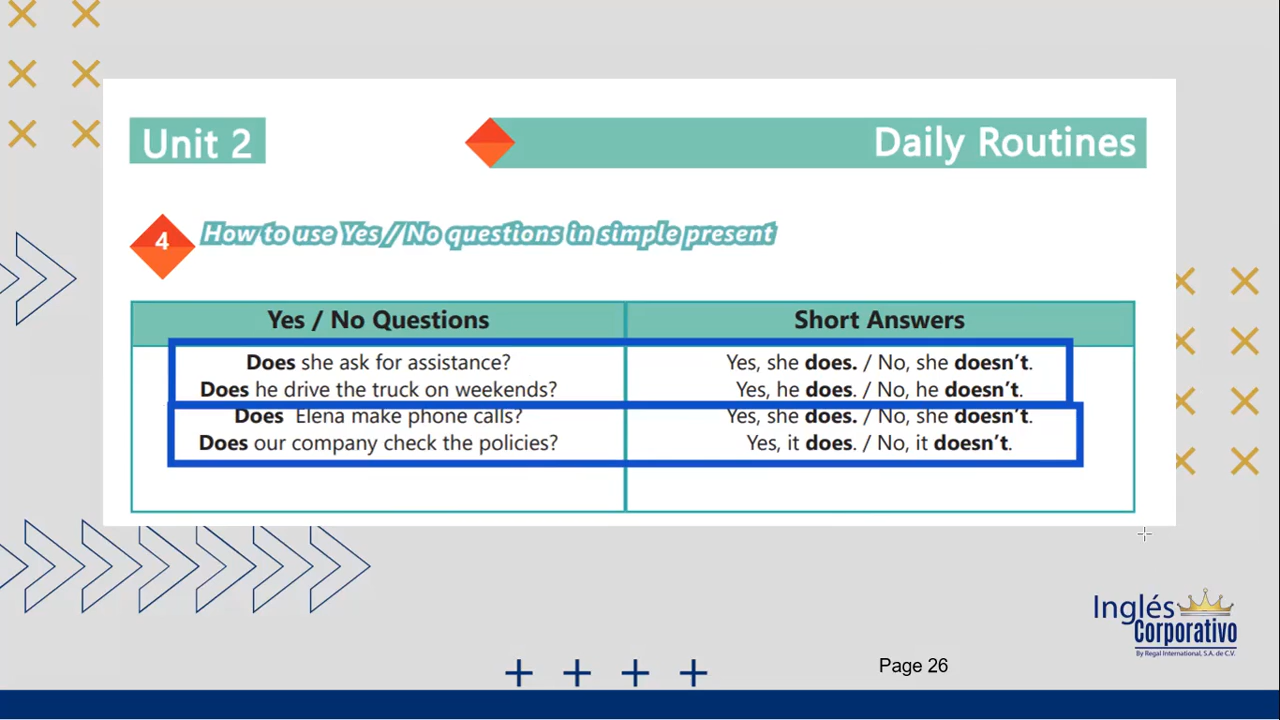 Unit 2
Daily Routines
4
How to use Yes / No questions in simple present
Yes / No Questions
Short Answers
Does she ask for assistance?
Yes, she does. / No, she doesn’t.
Does he drive the truck on weekends?
Yes, he does. / No, he doesn’t.
Does Elena make phone calls?
Yes, she does. / No, she doesn’t.
Does our company check the policies?
Yes, it does. / No, it doesn’t.
Inglés
Corporativo
By Regal International, S.A. de C.V.
Page 26